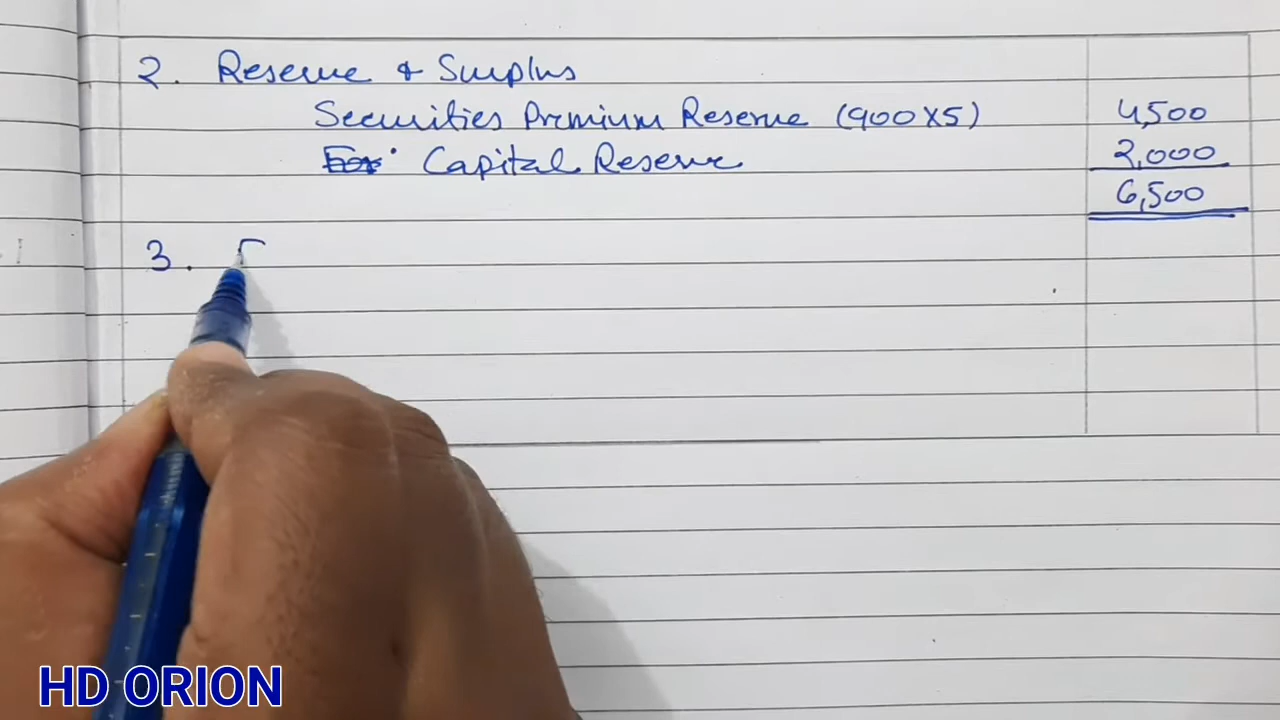 2. Reserve & Surplus
Securities Premium Reserve (900×5) 4,500
Capital Reserve 2,000
6,500
3.
HD ORION